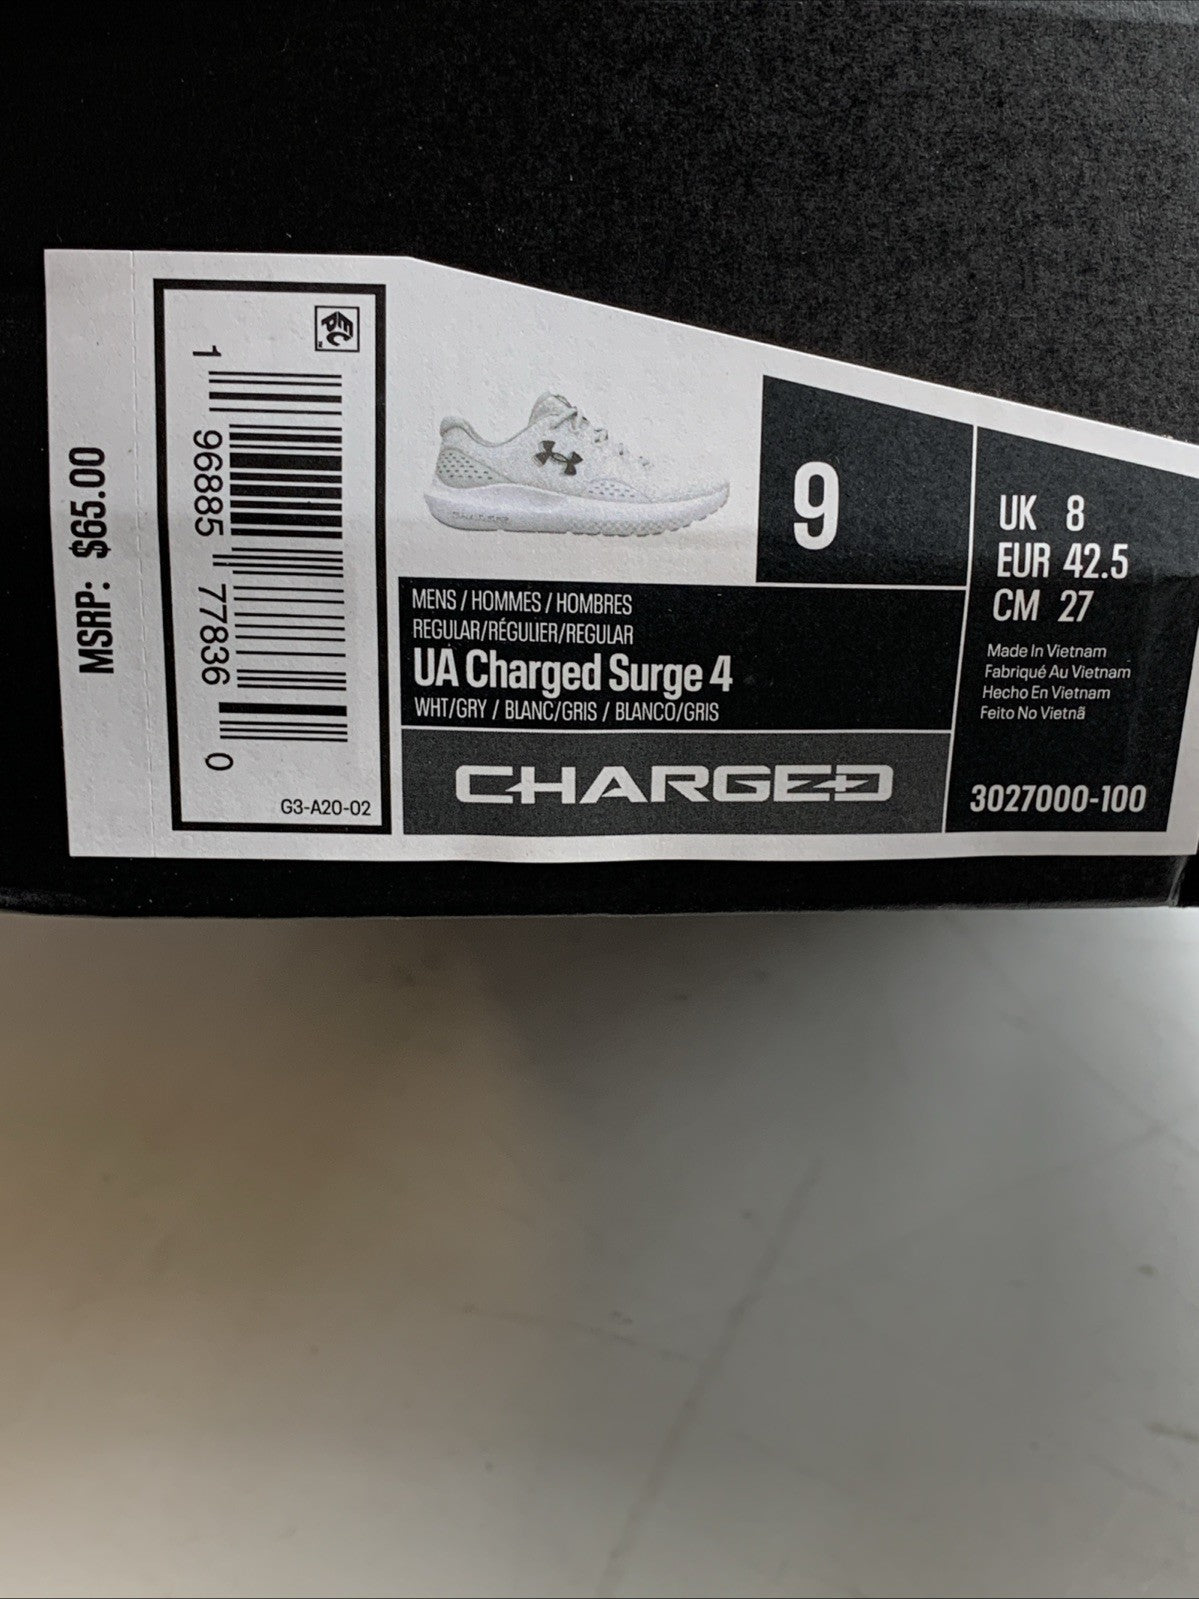 MSRP: $65.00
1 96885 77836 0
G3-A20-02
9
MENS / HOMMES / HOMBRES
REGULAR/RÉGULIER/REGULAR
UA Charged Surge 4
WHT/GRY / BLANC/GRIS / BLANCO/GRIS
CHARGED
UK 8
EUR 42.5
CM 27
Made In Vietnam
Fabriqué Au Vietnam
Hecho En Vietnam
Feito No Vietnã
3027000-100